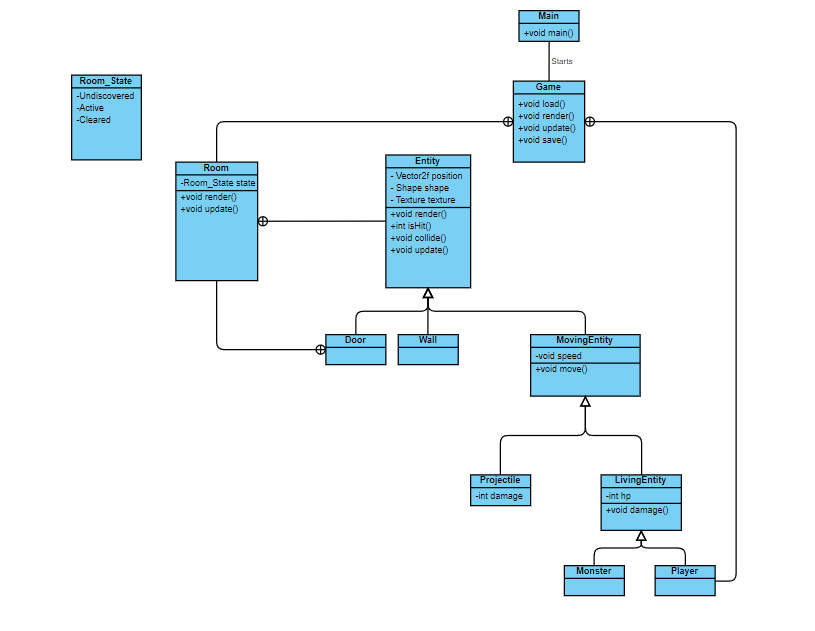 Main
+void main()
Starts
Room_State
-Undiscovered
-Active
-Cleared
Game
+void load()
+void render()
+void update()
+void save()
Room
-Room_State state
+void render()
+void update()
Entity
- Vector2f position
- Shape shape
- Texture texture
+void render()
+int isHit()
+void collide()
+void update()
Door
Wall
MovingEntity
-void speed
+void move()
Projectile
-int damage
LivingEntity
-int hp
+void damage()
Monster
Player